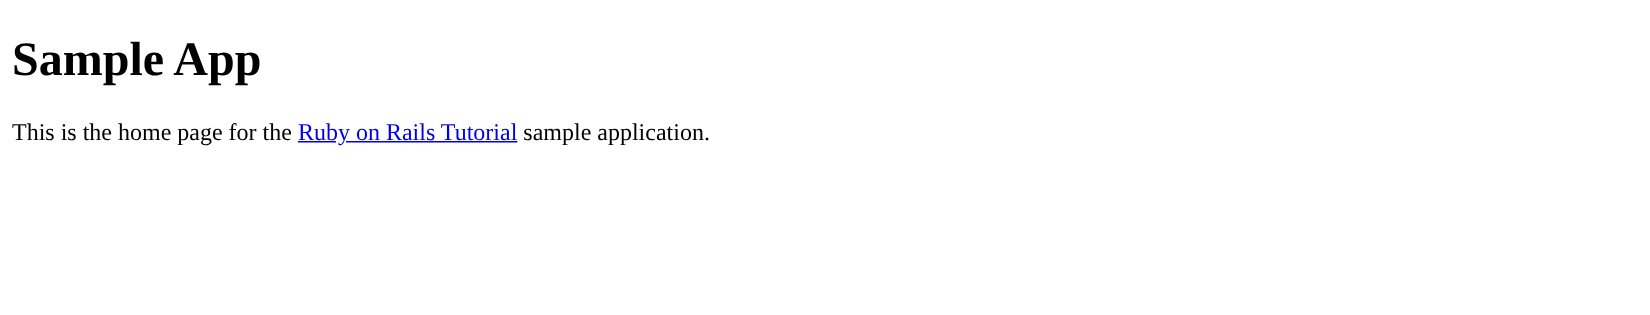 Sample App
This is the home page for the Ruby on Rails Tutorial sample application.